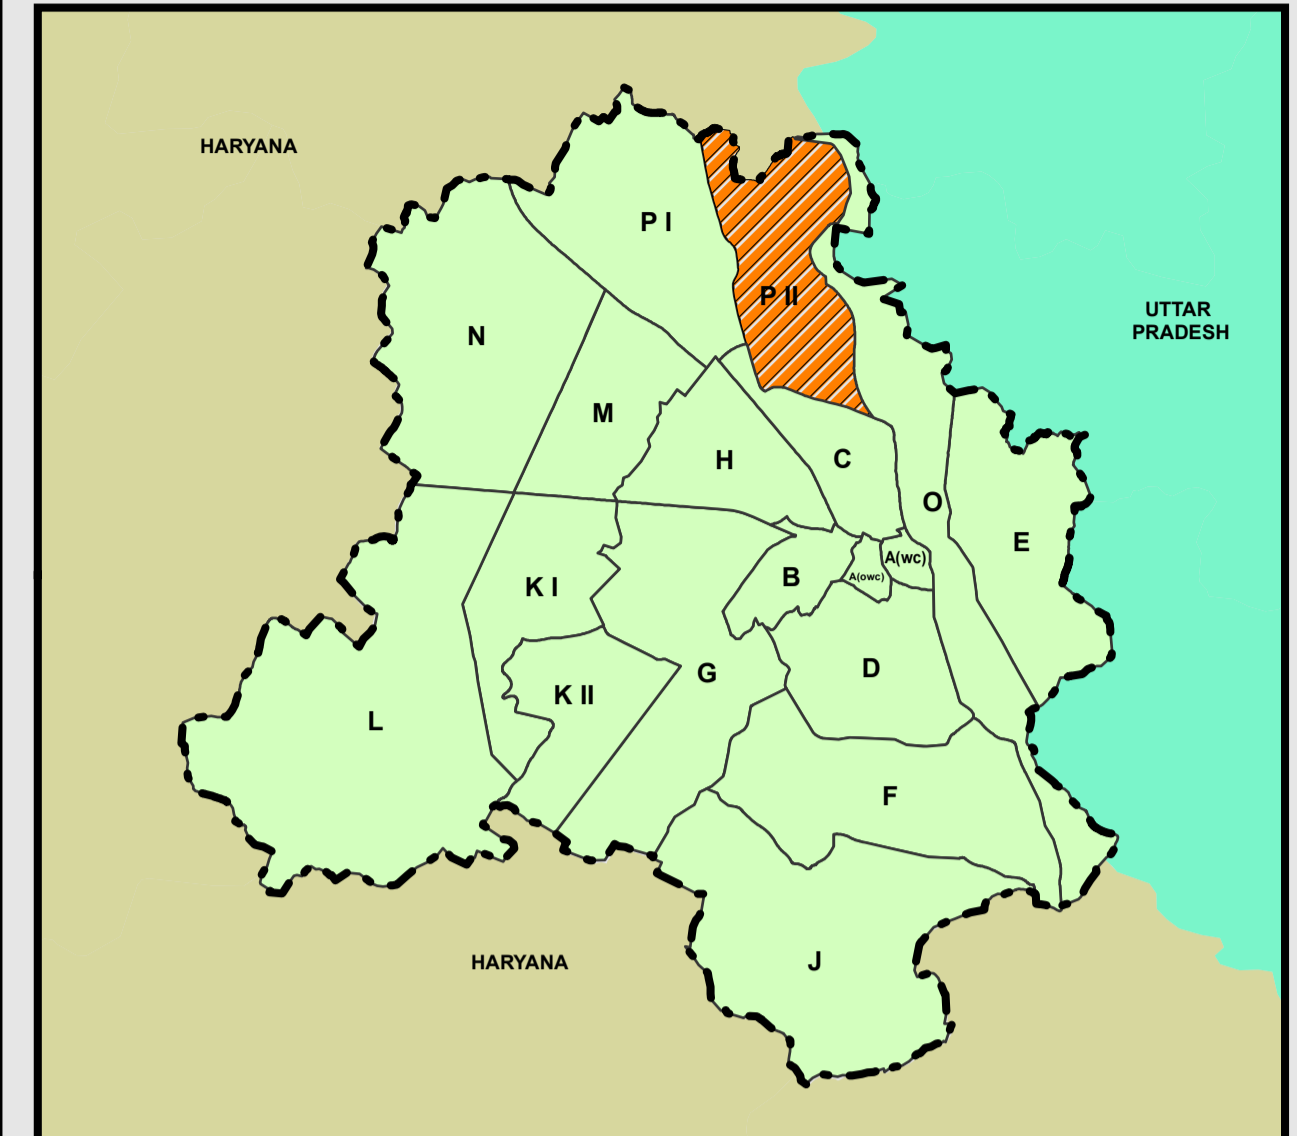 HARYANA
P I
P II
UTTAR
PRADESH
N
M
H
C
O
E
A(wc)
A(owc)
B
K I
D
G
K II
L
F
J
HARYANA